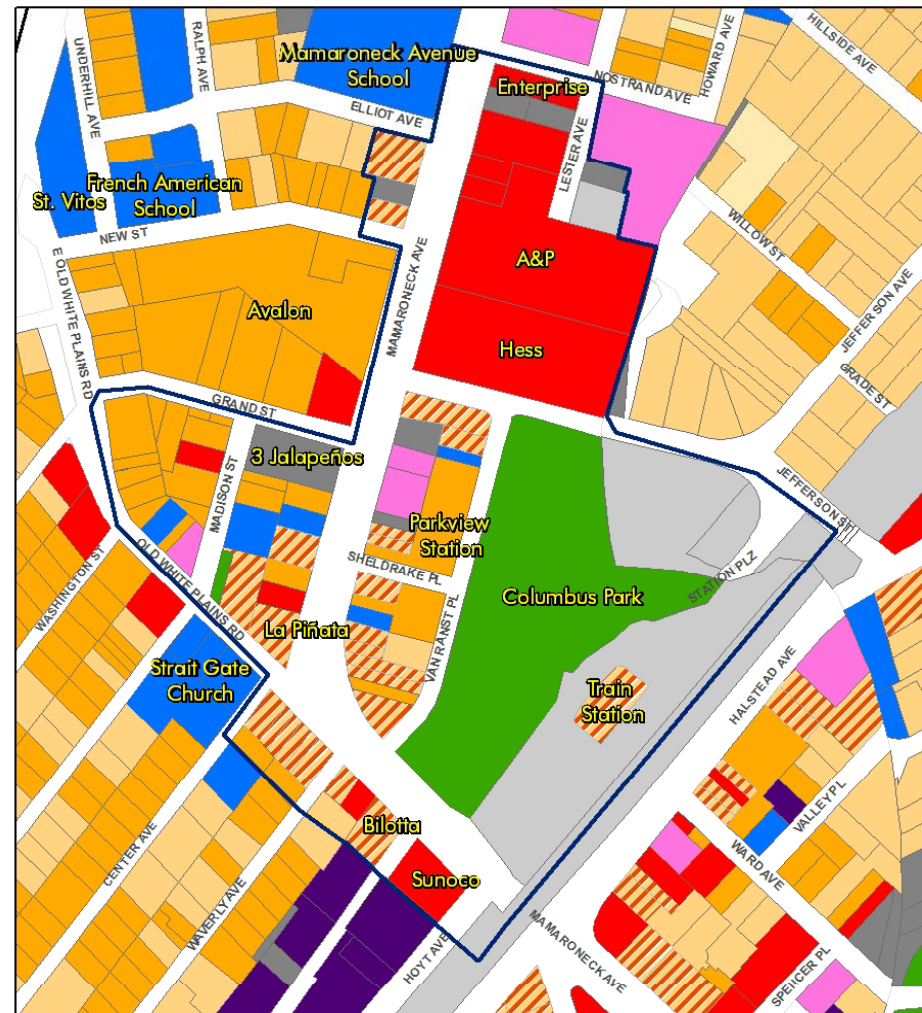 HILLSIDE AVE
RALPH AVE
UNDERHILL AVE
HOWARD AVE
Mamaroneck Avenue
School
Enterprise
NOSTRAND AVE
ELLIOT AVE
LESTER AVE
French American
School
St. Vitos
NEW ST
WILLOW ST
E OLD WHITE PLAINS RD
A&P
MAMARONECK AVE
Avalon
JEFFERSON AVE
Hess
GRADE ST
GRAND ST
3 Jalapeños
MADISON ST
JEFFERSON ST
Parkview
Station
WASHINGTON ST
OLD WHITE PLAINS RD
SHELDRAKE PL
STATION PLZ
Columbus Park
La Piñata
VAN RANST PL
Strait Gate
Church
Train
Station
HALSTEAD AVE
VALLEY PL
Bilotta
WARD AVE
CENTER AVE
Sunoco
WAVERLY AVE
MAMARONECK AVE
HOYT AVE
SPENCER PL